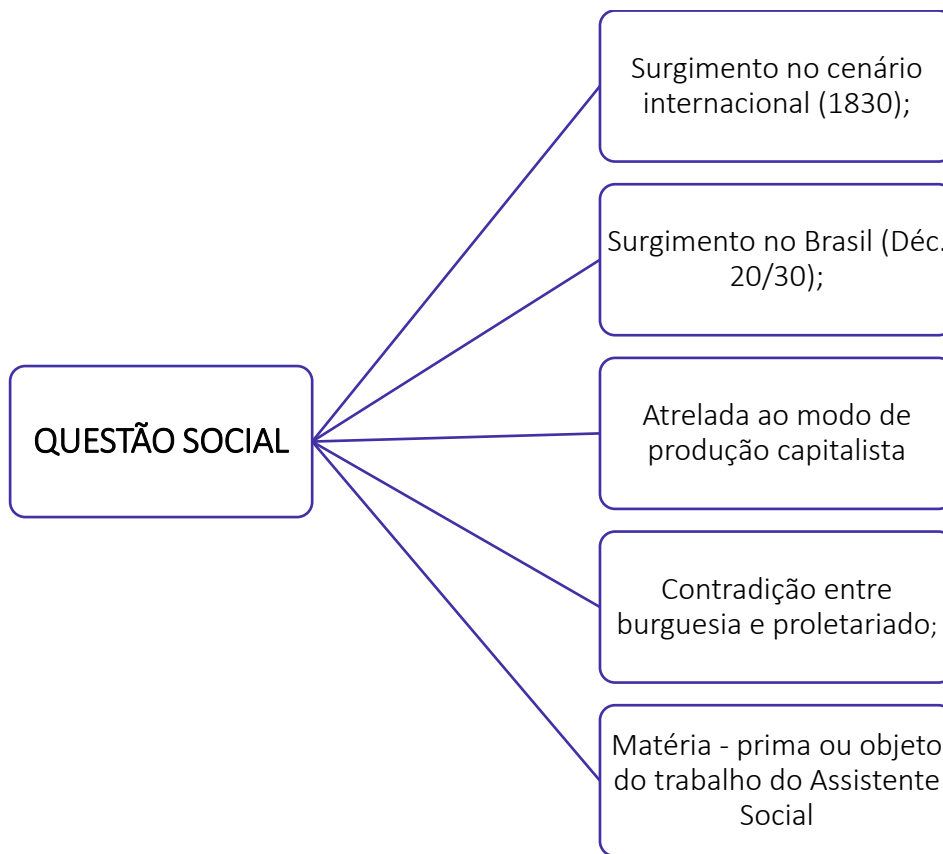 Surgimento no cenário
internacional (1830);
Surgimento no Brasil (Déc.
20/30);
QUESTÃO SOCIAL
Atrelada ao modo de
produção capitalista
Contradição entre
burguesia e proletariado;
Matéria - prima ou objeto
do trabalho do Assistente
Social